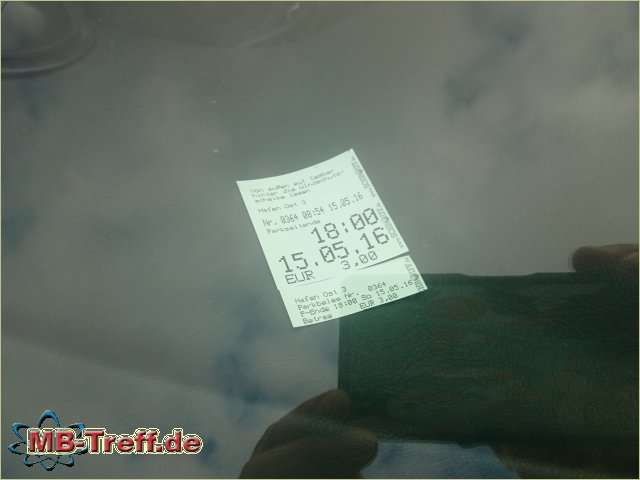 Von außen gut lesbar
hinter die Windschutz-
scheibe legen
Hafen Ost 3
Nr. 0364 08:54 15.05.16
Parkzeitende
18:00
15.05.16
EUR 3,00
Hafen Ost 3
Parkbeleg Nr. 0364
P-Ende 18:00 So 15.05.16
Betrag EUR 3,00
MB-Treff.de